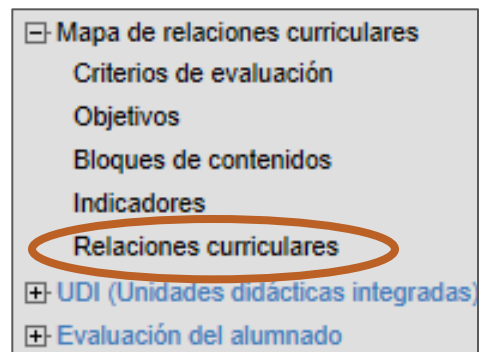 Mapa de relaciones curriculares
Criterios de evaluación
Objetivos
Bloques de contenidos
Indicadores
Relaciones curriculares
UDI (Unidades didácticas integradas)
Evaluación del alumnado